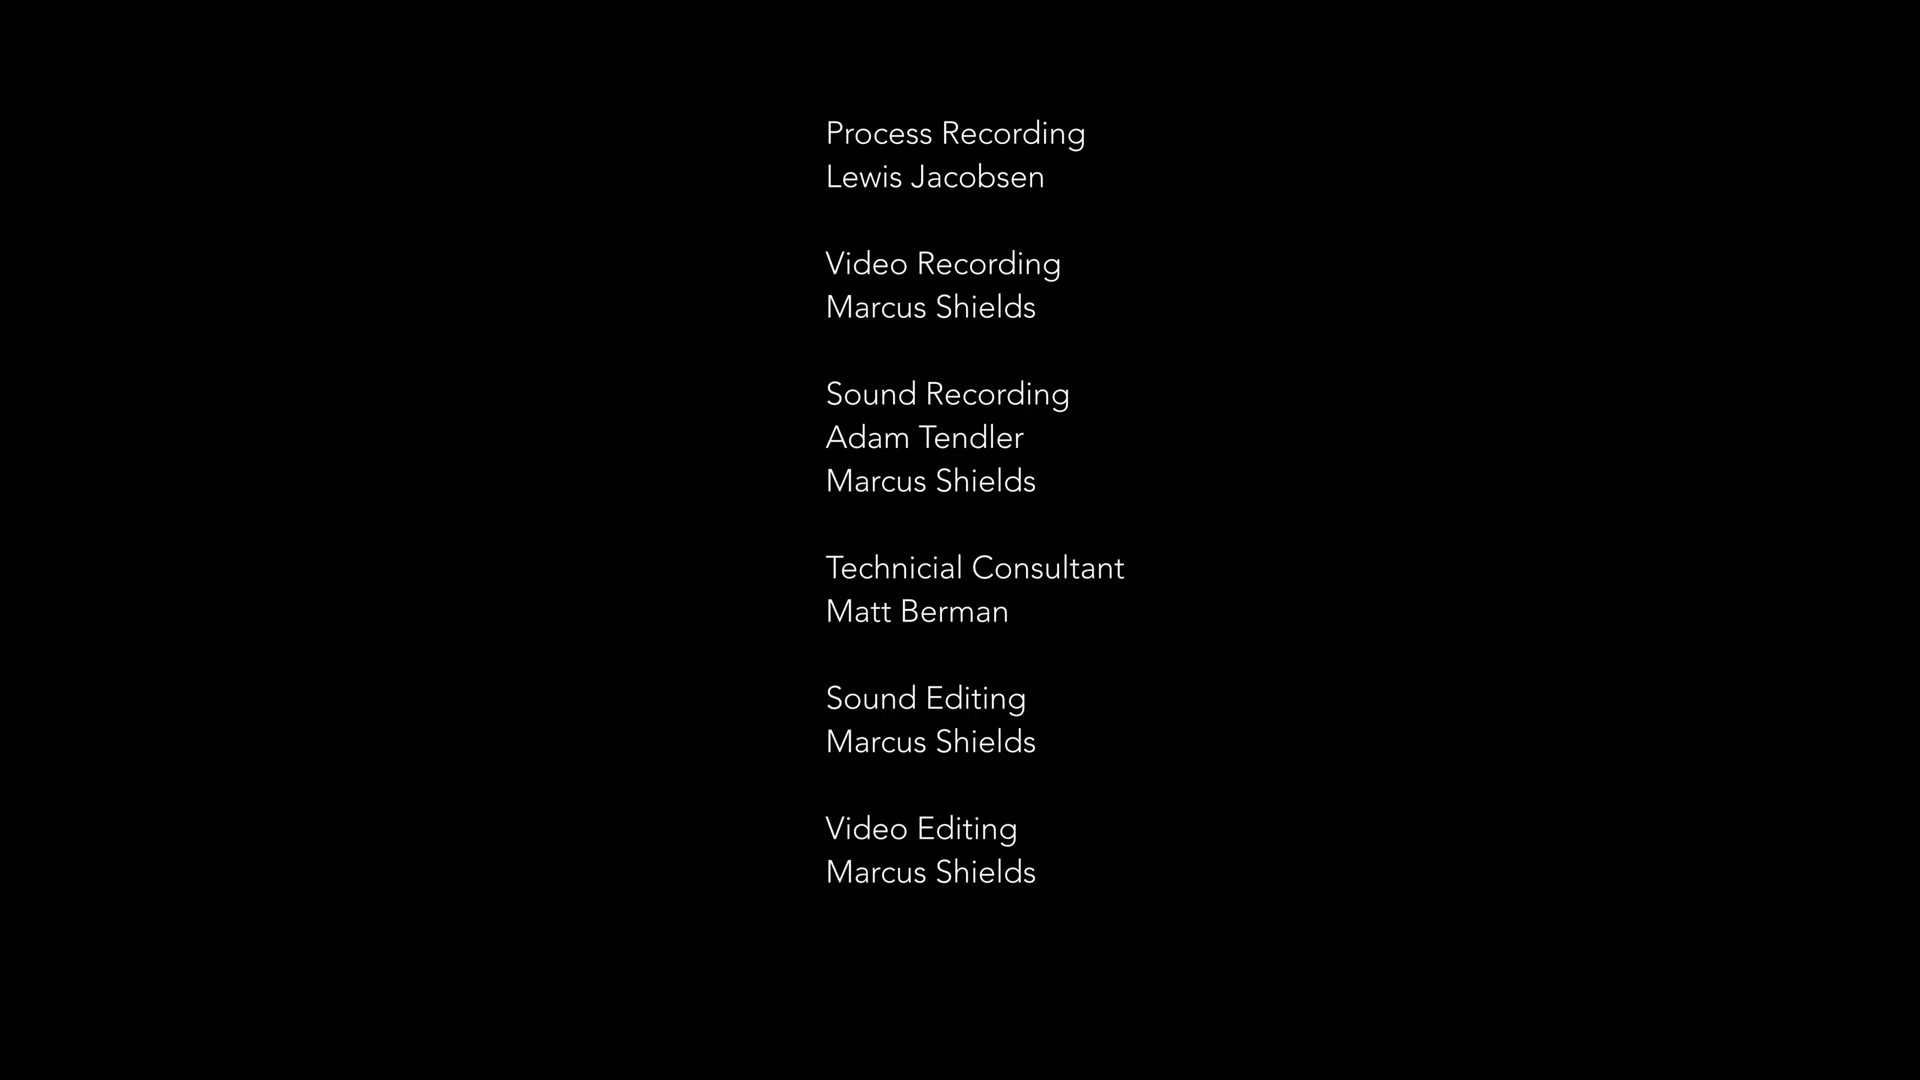 Process Recording
Lewis Jacobsen
Video Recording
Marcus Shields
Sound Recording
Adam Tendler
Marcus Shields
Technicial Consultant
Matt Berman
Sound Editing
Marcus Shields
Video Editing
Marcus Shields